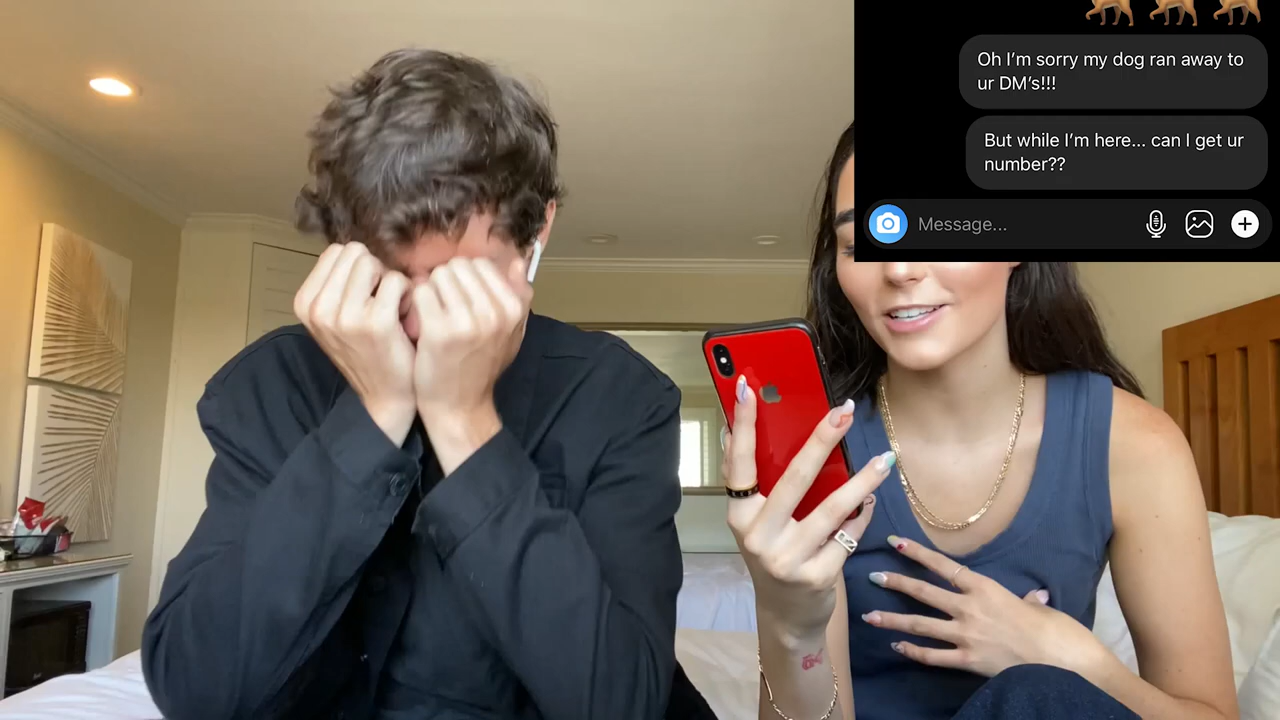 Oh I’m sorry my dog ran away to
ur DM’s!!!
But while I’m here... can I get ur
number??
Message...